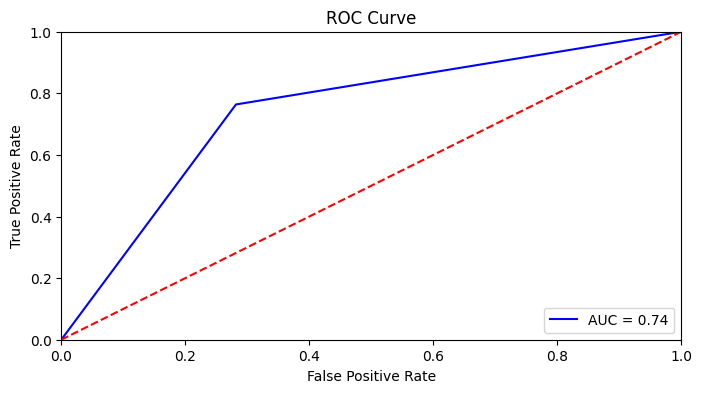 ROC Curve
True Positive Rate
1.0
0.8
0.6
0.4
0.2
0.0
0.0 0.2 0.4 0.6 0.8 1.0
False Positive Rate
AUC = 0.74